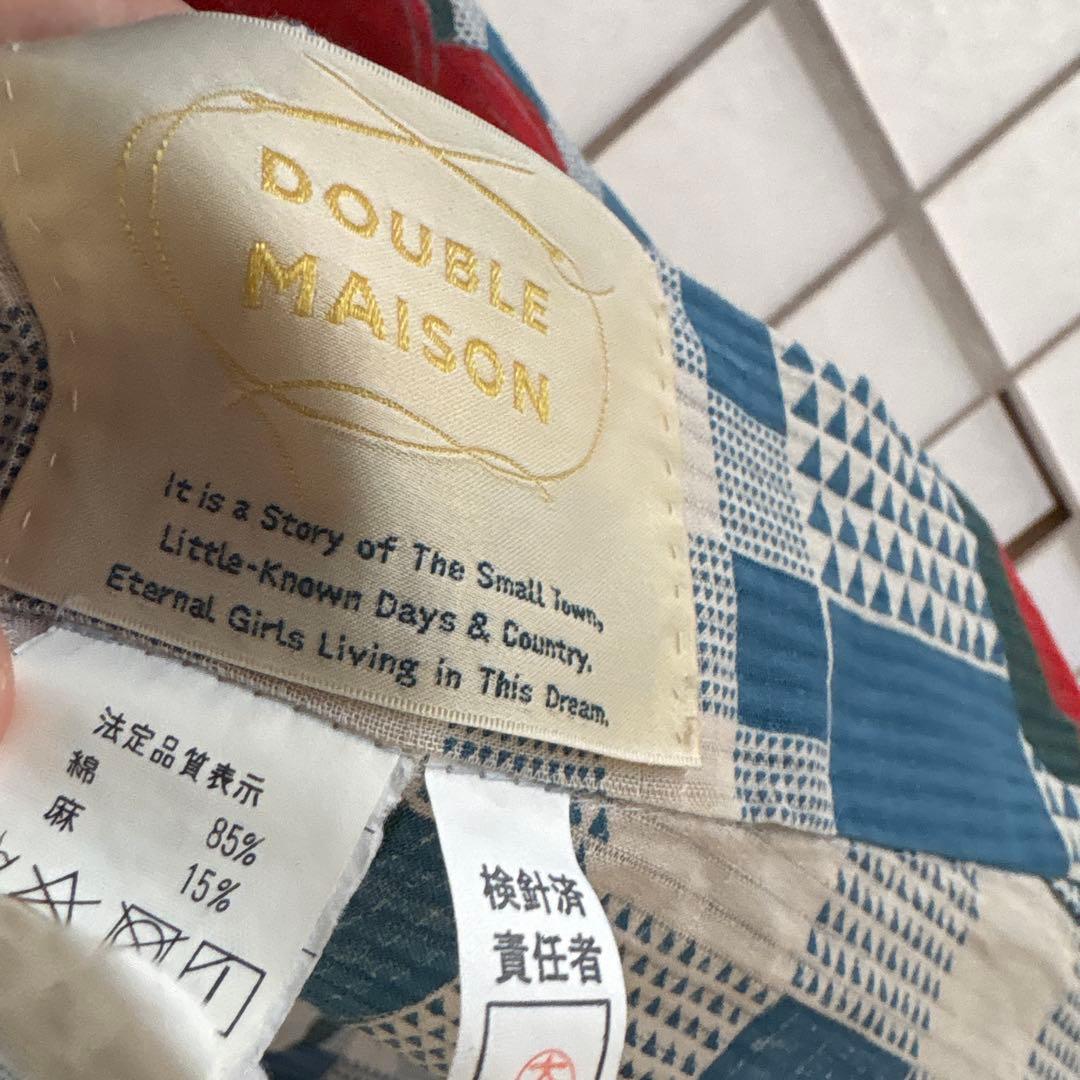 DOUBLE
MAISON
It is a Story of The Small Town,
Little-Known Days & Country.
Eternal Girls Living in This Dream.
法定品質表示
綿 85%
麻 15%
検針済
責任者
大